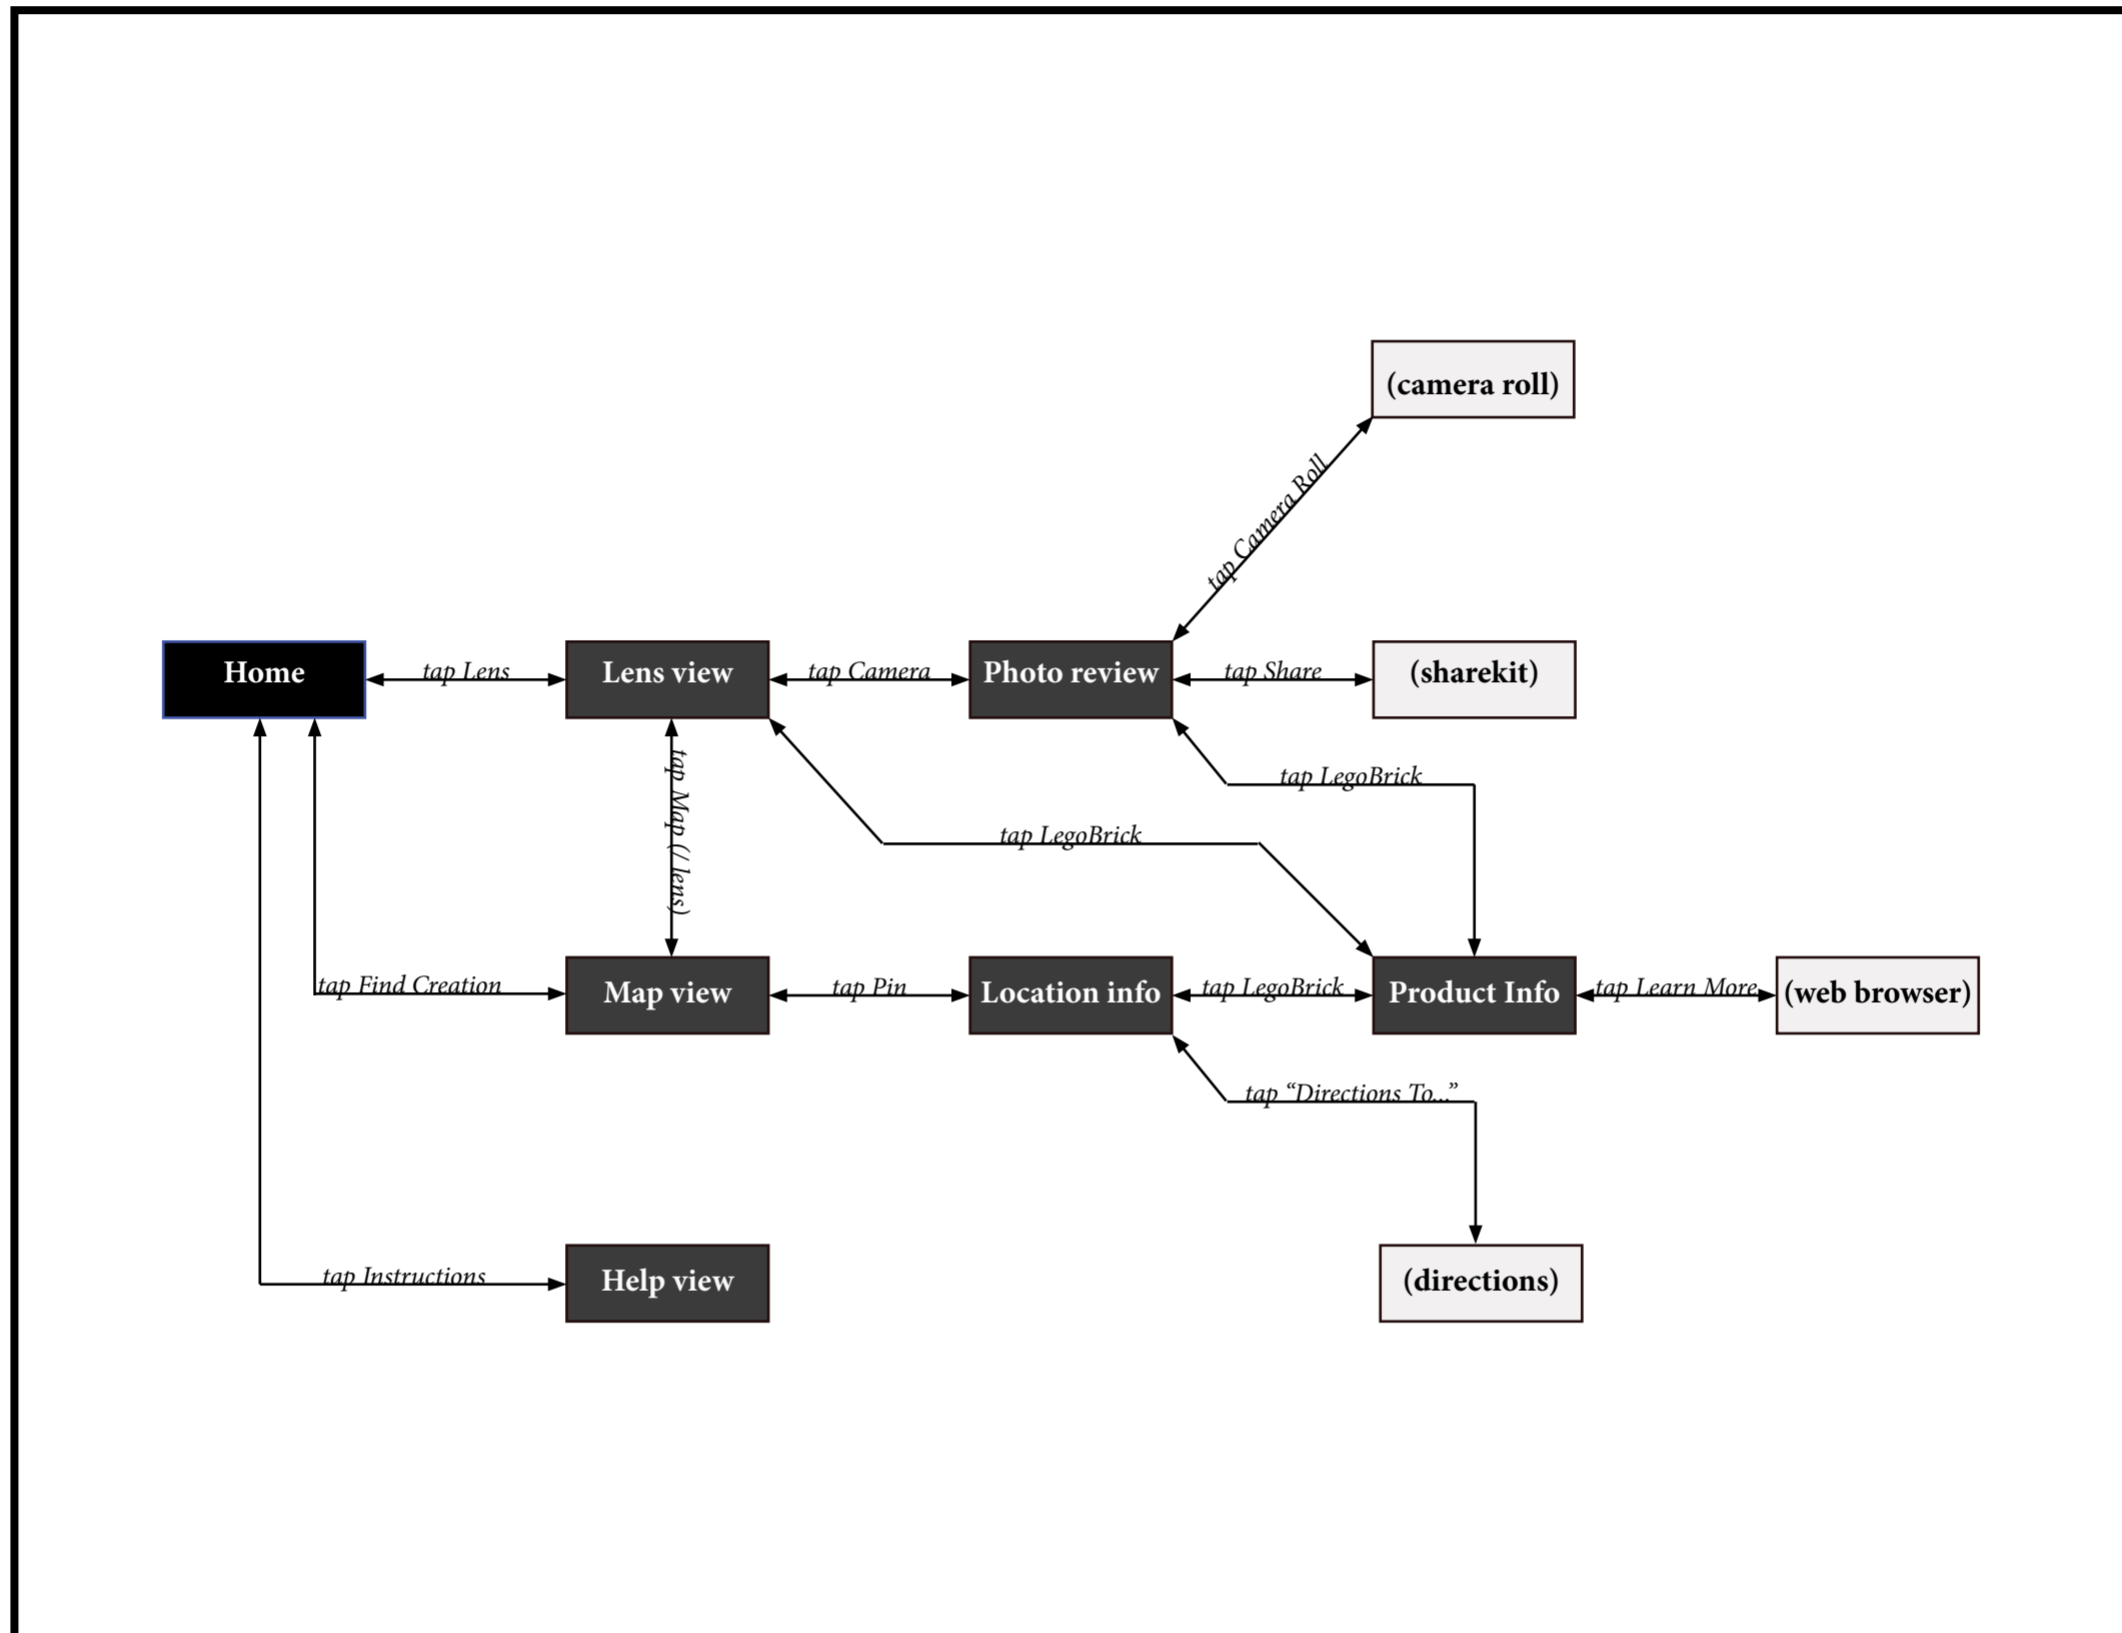 (camera roll)
tap Camera Roll
Home
tap Lens
Lens view
tap Camera
Photo review
tap Share
(sharekit)
tap Map (/ lens)
tap LegoBrick
tap LegoBrick
tap Find Creation
Map view
tap Pin
Location info
tap LegoBrick
Product Info
tap Learn More
(web browser)
tap “Directions To...”
tap Instructions
Help view
(directions)